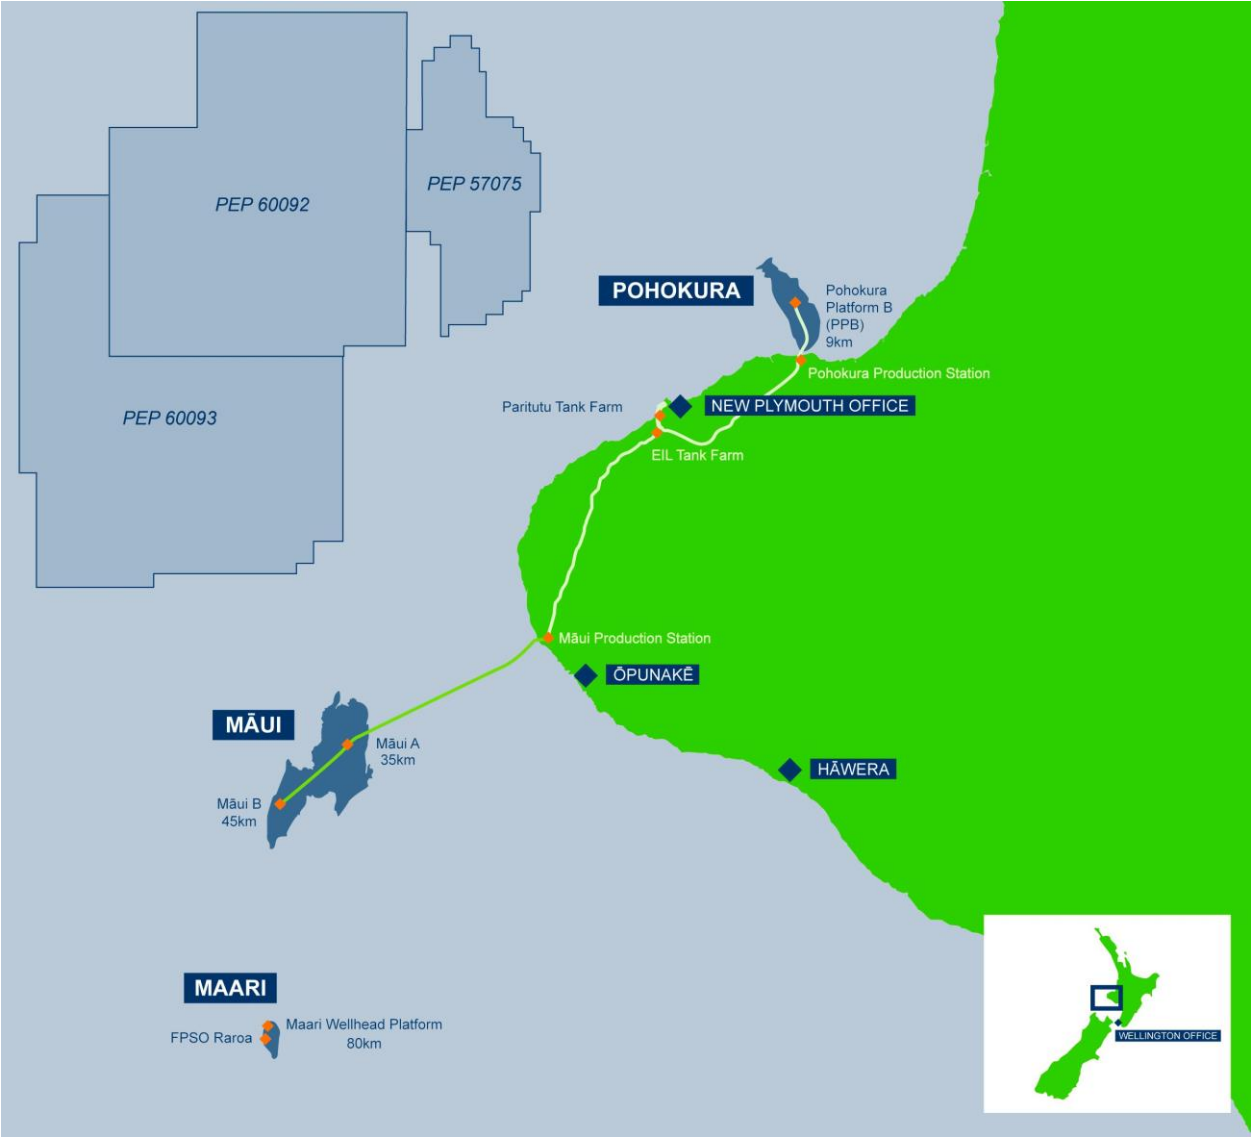 PEP 60092
PEP 57075
PEP 60093
POHOKURA
Pohokura
Platform B
(PPB)
9km
Pohokura Production Station
Paritutu Tank Farm
NEW PLYMOUTH OFFICE
EIL Tank Farm
Māui Production Station
ŌPUNAKĒ
MĀUI
Māui A
35km
Māui B
45km
HĀWERA
MAARI
Maari Wellhead Platform
80km
FPSO Raroa
WELLINGTON OFFICE